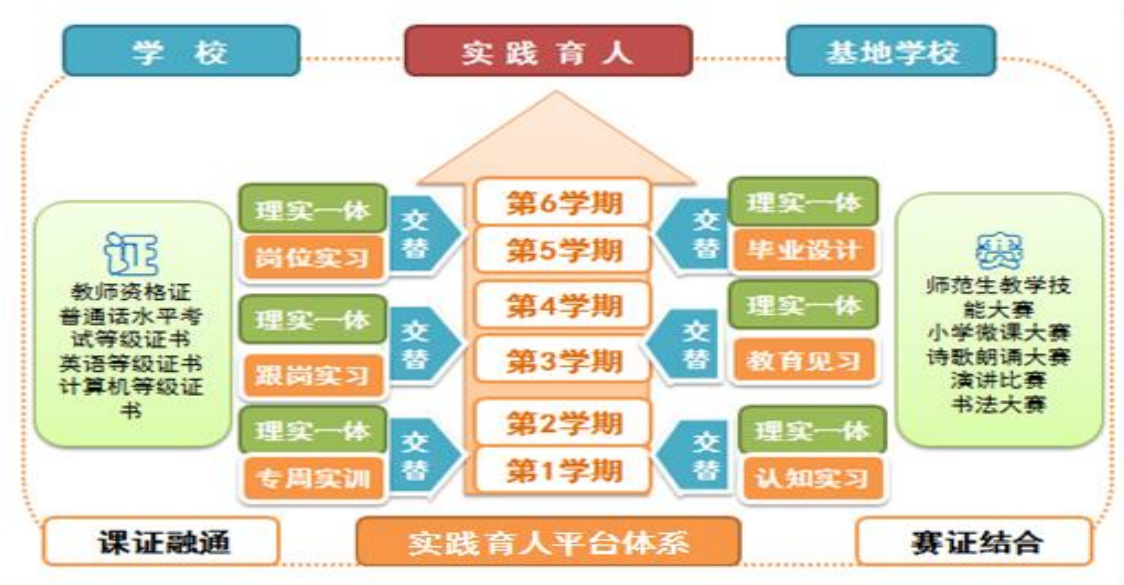 学 校
实 践 育 人
基地学校
证
教师资格证
普通话水平考
试等级证书
英语等级证书
计算机等级证
书
理实一体
岗位实习
交
替
理实一体
跟岗实习
交
替
理实一体
专周实训
交
替
第6学期
第5学期
第4学期
第3学期
第2学期
第1学期
交
替
理实一体
毕业设计
交
替
理实一体
教育见习
交
替
理实一体
认知实习
赛
师范生教学技
能大赛
小学微课大赛
诗歌朗诵大赛
演讲比赛
书法大赛
课证融通
实践育人平台体系
赛证结合